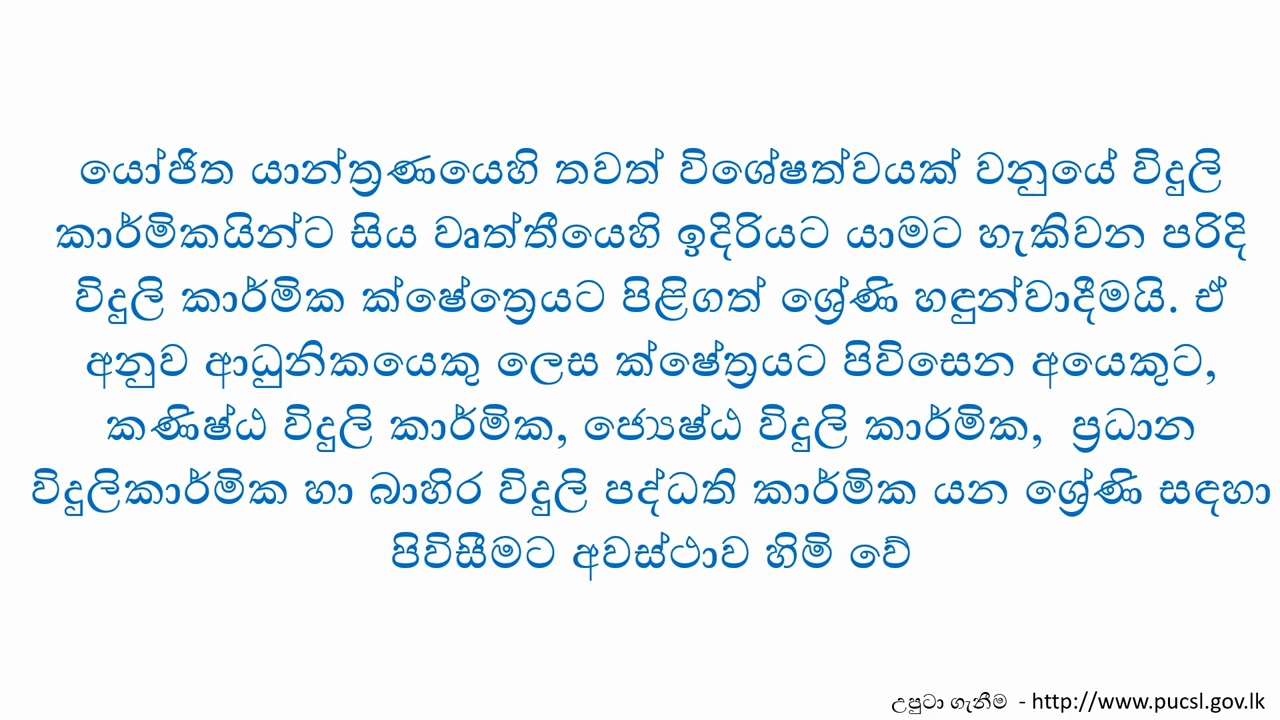 යෝජිත යාන්ත්‍රණයෙහි තවත් විශේෂත්වයක් වනුයේ විදුලි
කාර්මිකයින්ට සිය වෘත්තීයෙහි ඉදිරියට යාමට හැකිවන පරිදි
විදුලි කාර්මික ක්ෂේත්‍රෙයට පිළිගත් ශ්‍රේණි හඳුන්වාදීමයි. ඒ
අනුව ආධුනිකයෙකු ලෙස ක්ෂේත්‍රයට පිවිසෙන අයෙකුට,
කණිෂ්ඨ විදුලි කාර්මික, ජ්‍යෙෂ්ඨ විදුලි කාර්මික,  ප්‍රධාන
විදුලිකාර්මික හා බාහිර විදුලි පද්ධති කාර්මික යන ශ්‍රේණි සඳහා
පිවිසීමට අවස්ථාව හිමි වේ
උපුටා ගැනීම  - http://www.pucsl.gov.lk